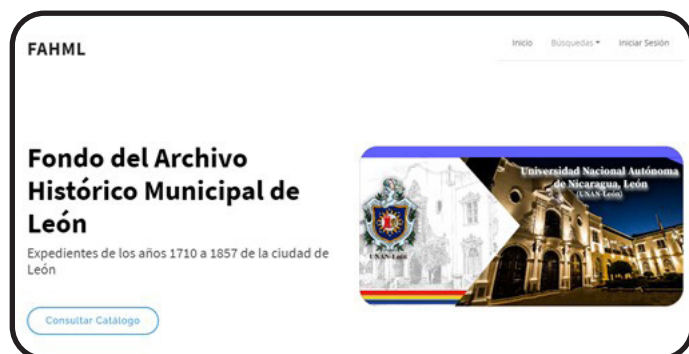 FAHML
Inicio Búsquedas Iniciar Sesión
Fondo del Archivo
Histórico Municipal de
León
Expedientes de los años 1710 a 1857 de la ciudad de
León
Consultar Catálogo
Universidad Nacional Autónoma
de Nicaragua, León
(UNAN-León)
UNAN-León